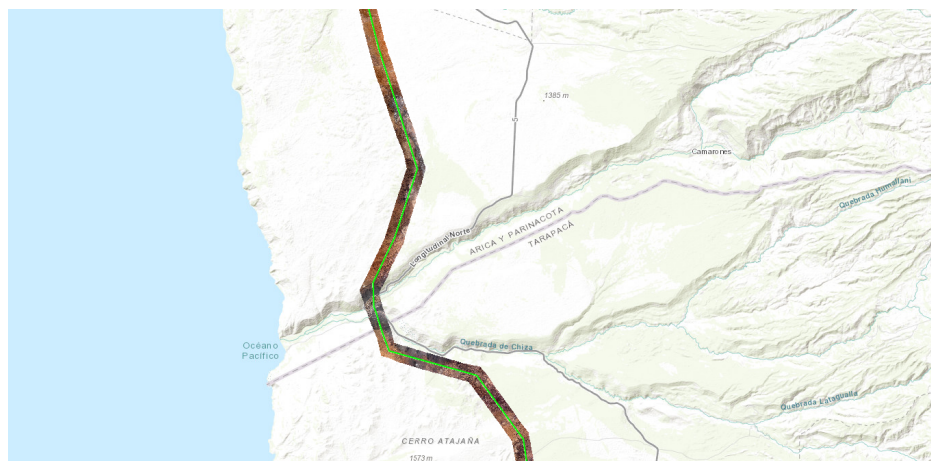 1385 m
5
Camarones
Quebrada Humallani
Longitudinal Norte
ARICA Y PARINACOTA
TARAPACÁ
Océano
Pacífico
Quebrada de Chiza
Quebrada Latagualla
CERRO ATAJAÑA
1573 m